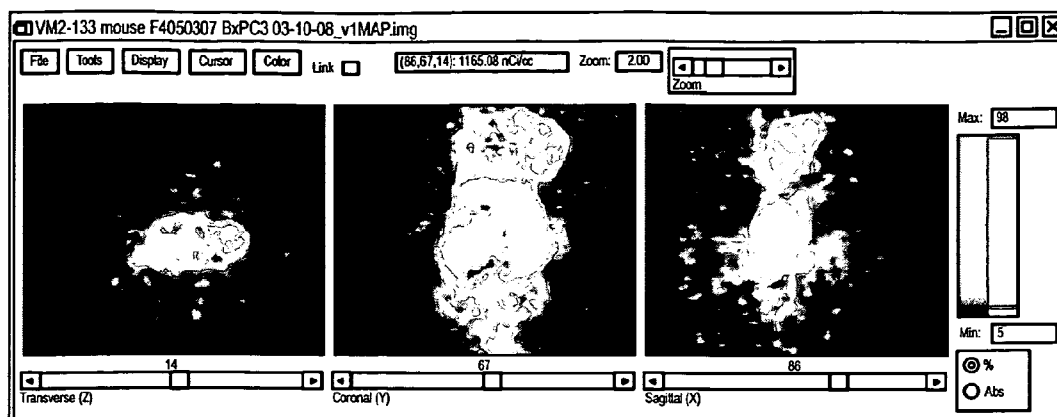 VM2-133 mouse F4050307 BxPC3 03-10-08_v1MAP.img
File Tools Display Cursor Color Link (86,67,14): 1165.08 nCi/cc Zoom: 2.00
Zoom
Max: 98
Min: 5
%
Abs
14 67 86
Transverse (Z) Coronal (Y) Sagittal (X)